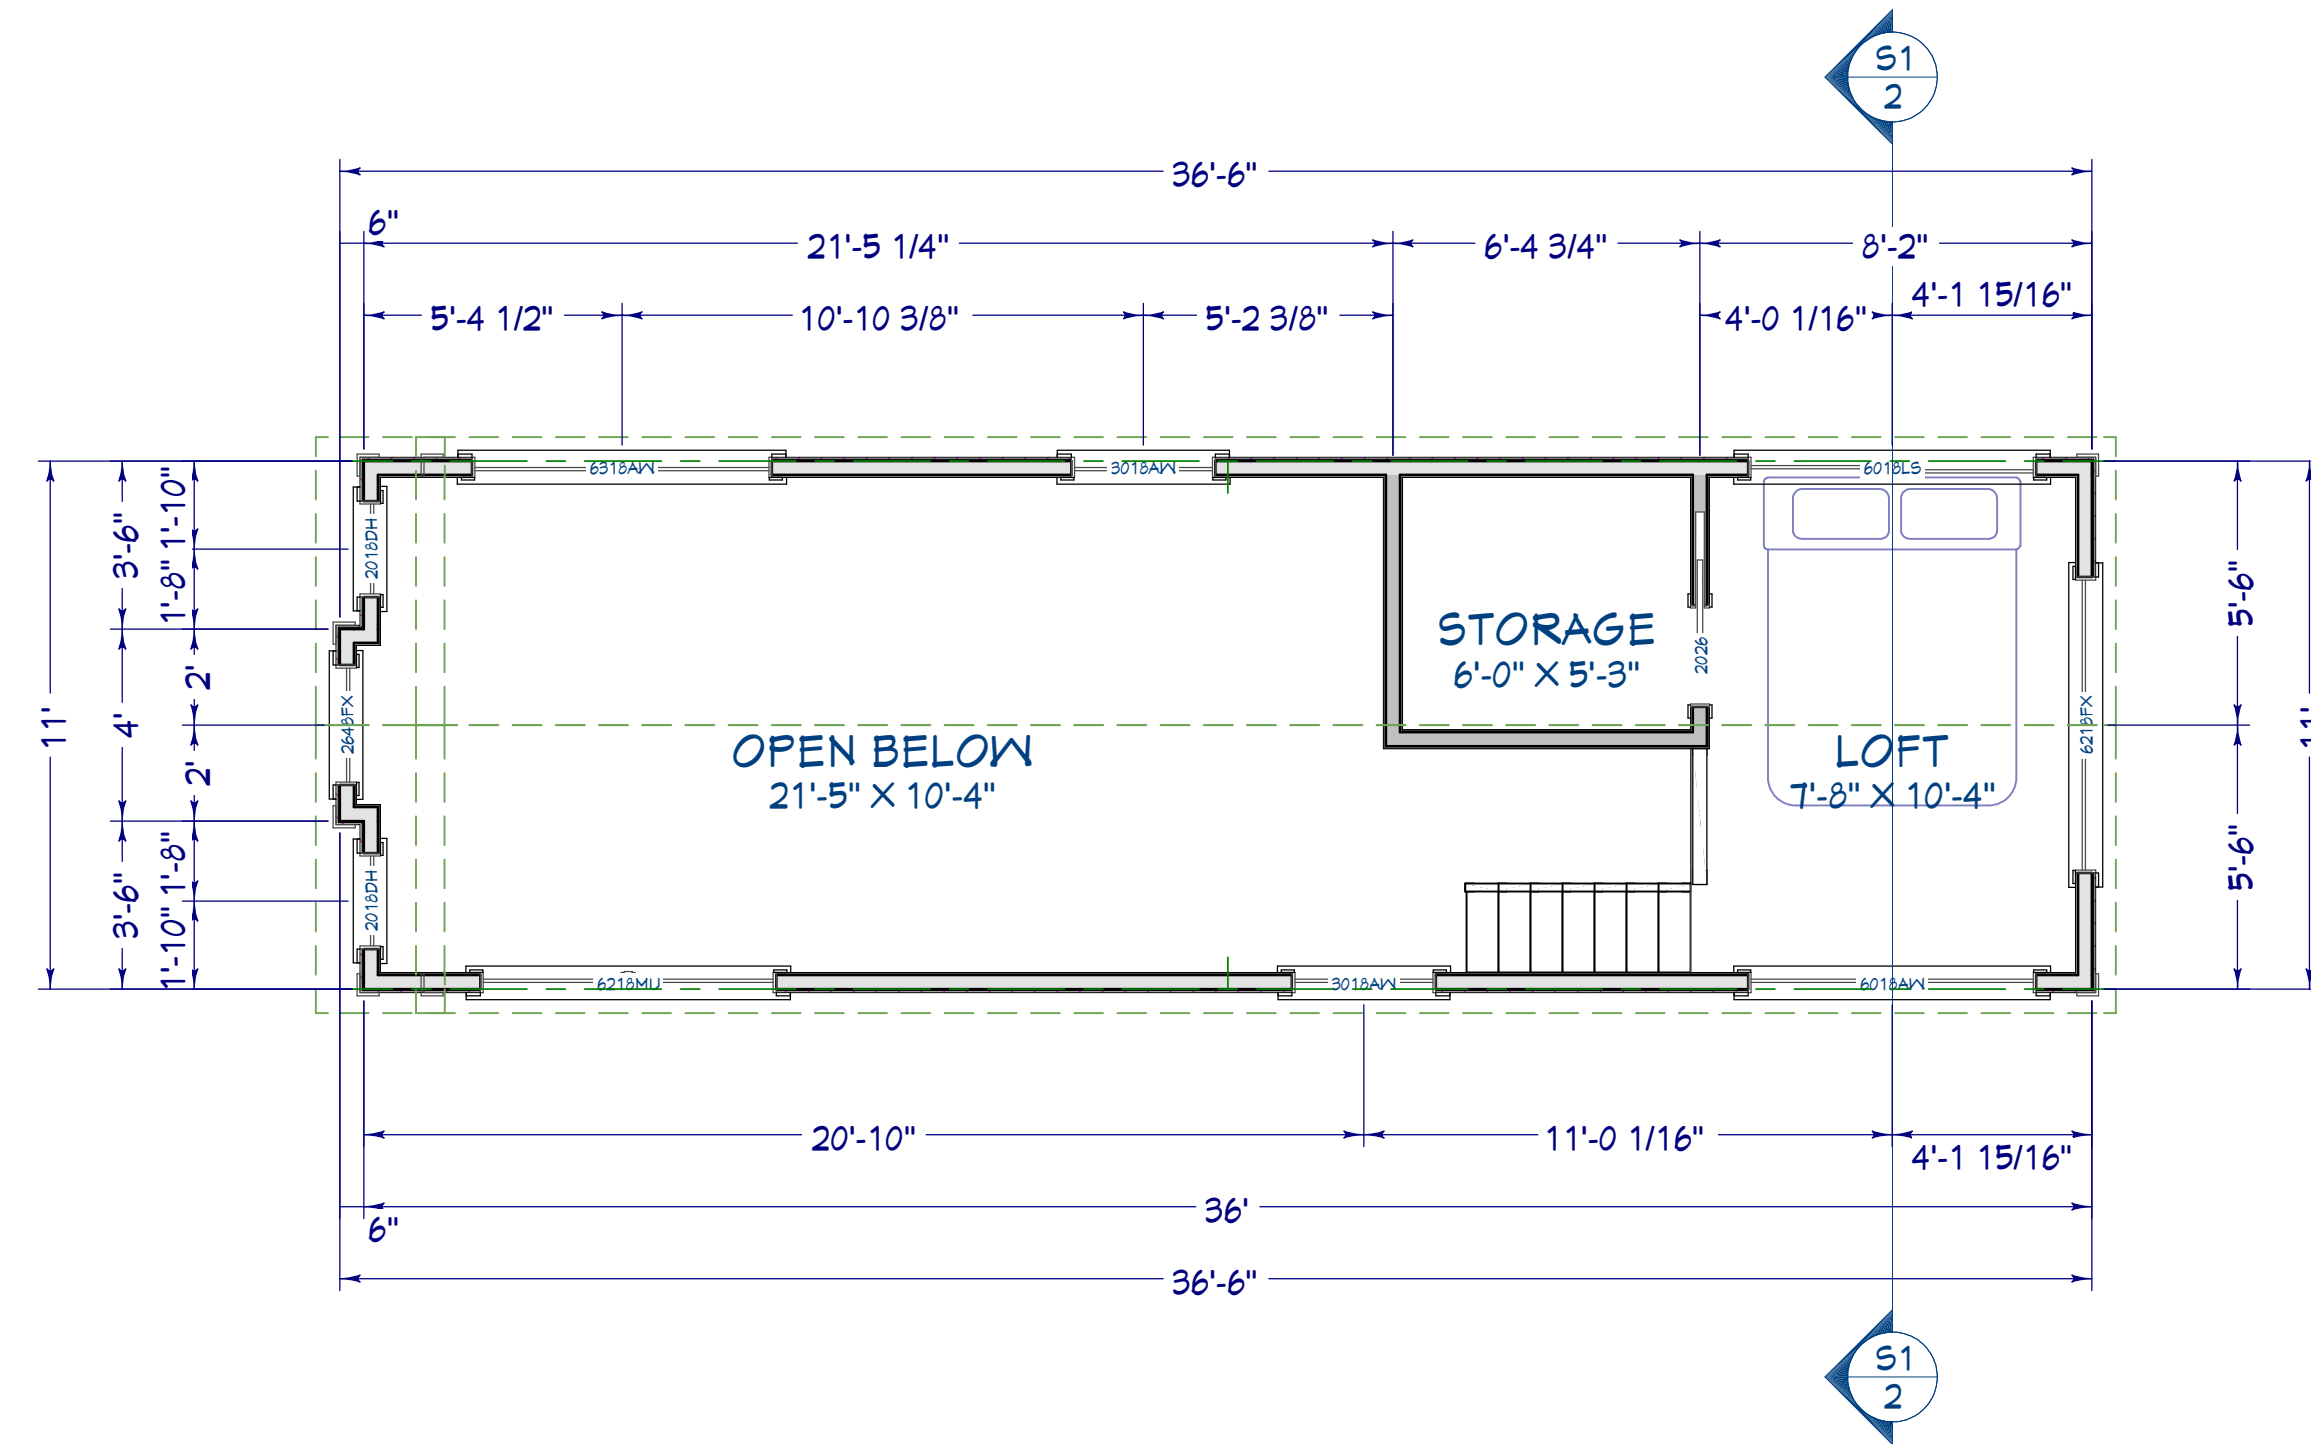 S1
2
36'-6"
6"
21'-5 1/4"
6'-4 3/4"
8'-2"
5'-4 1/2"
10'-10 3/8"
5'-2 3/8"
4'-0 1/16"
4'-1 15/16"
6318AW
3018AW
6018LS
11'
3'-6"
4'
3'-6"
1'-10"
1'-8"
2'
2'
1'-8"
1'-10"
2018DH
2648FX
2018DH
STORAGE
6'-0" X 5'-3"
2026
OPEN BELOW
21'-5" X 10'-4"
LOFT
7'-8" X 10'-4"
6218FX
5'-6"
5'-6"
6218MU
3018AW
6018AW
20'-10"
11'-0 1/16"
4'-1 15/16"
36'
6"
36'-6"
S1
2